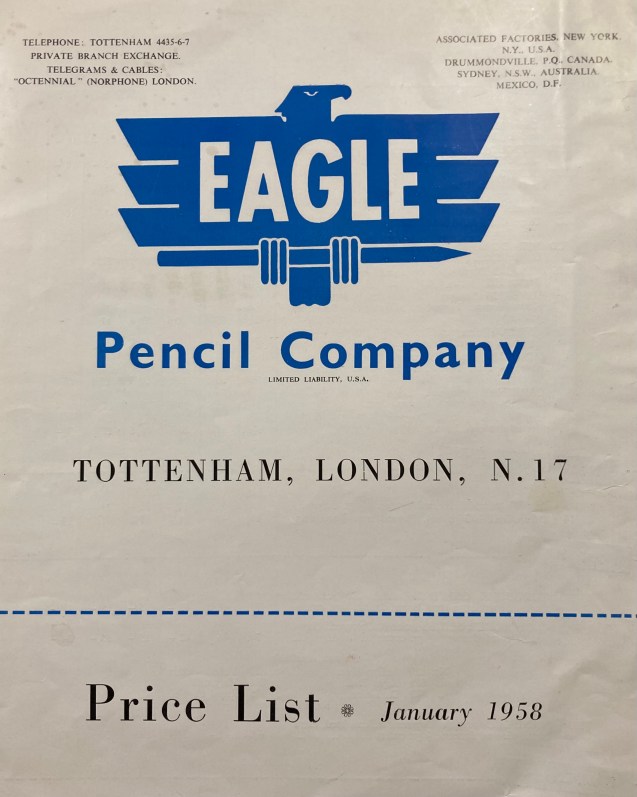 TELEPHONE: TOTTENHAM 4435-6-7
PRIVATE BRANCH EXCHANGE.
TELEGRAMS & CABLES:
"OCTENNIAL" (NORPHONE) LONDON.
ASSOCIATED FACTORIES, NEW YORK.
N.Y., U.S.A.
DRUMMONDVILLE, P.Q., CANADA.
SYDNEY, N.S.W., AUSTRALIA.
MEXICO, D.F.
EAGLE
Pencil Company
LIMITED LIABILITY, U.S.A.
TOTTENHAM, LONDON, N.17
Price List
January 1958